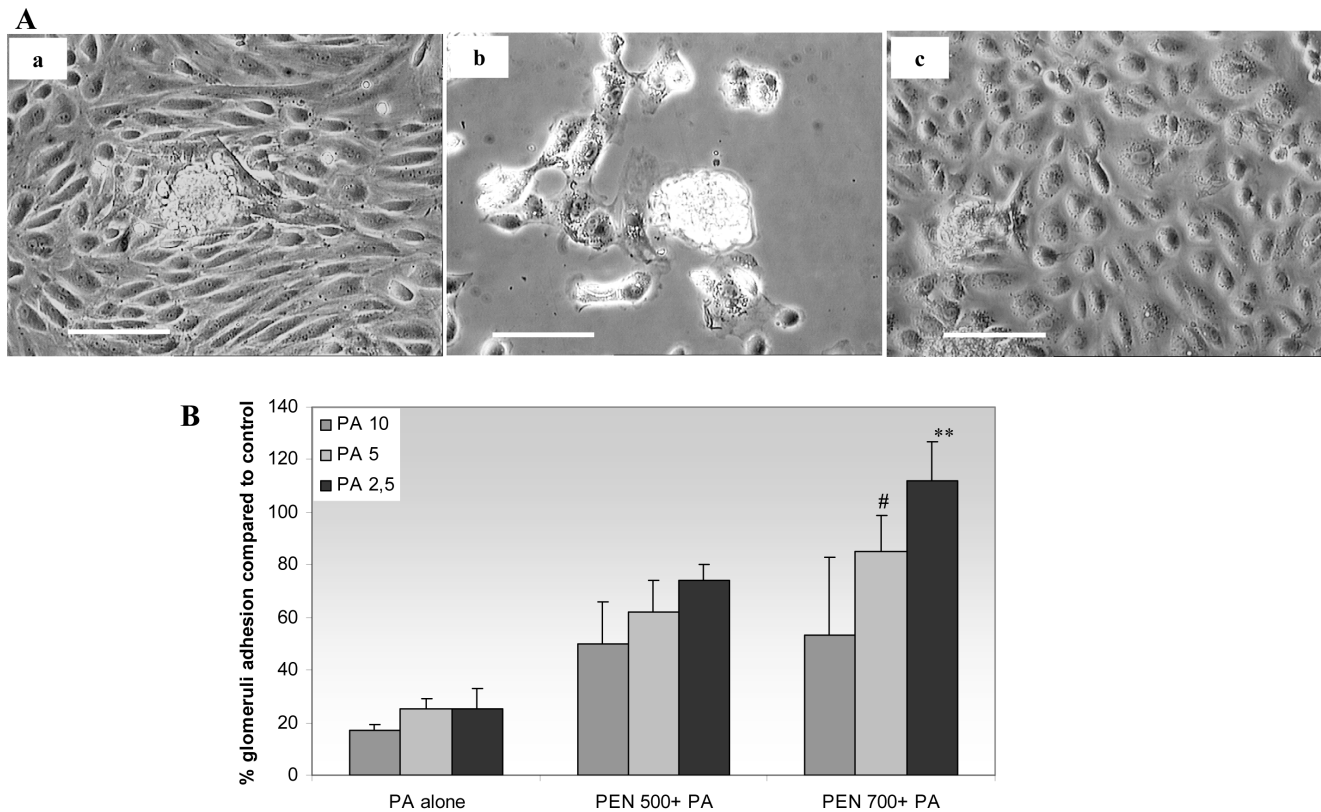 A
a
b
c
B
% glomeruli adhesion compared to control
140
120
100
80
60
40
20
0
PA 10
PA 5
PA 2,5
#
**
PA alone
PEN 500+ PA
PEN 700+ PA